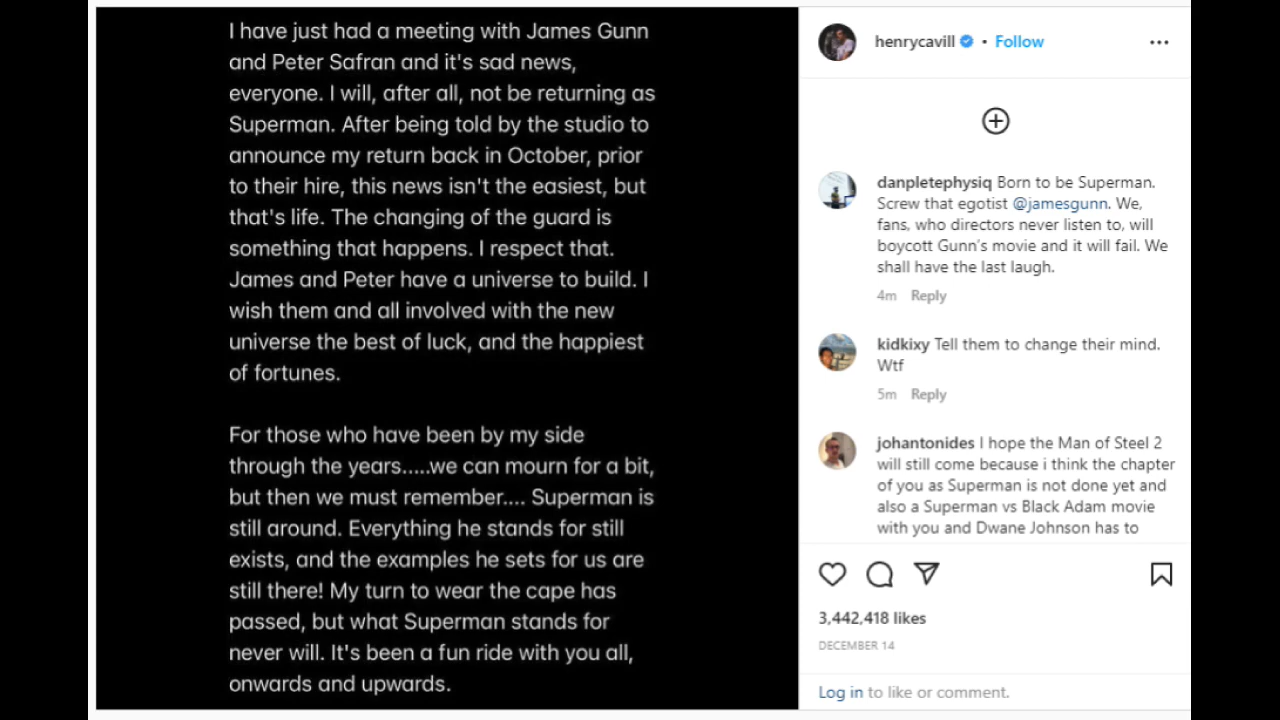 I have just had a meeting with James Gunn
and Peter Safran and it's sad news,
everyone. I will, after all, not be returning as
Superman. After being told by the studio to
announce my return back in October, prior
to their hire, this news isn't the easiest, but
that's life. The changing of the guard is
something that happens. I respect that.
James and Peter have a universe to build. I
wish them and all involved with the new
universe the best of luck, and the happiest
of fortunes.
For those who have been by my side
through the years.....we can mourn for a bit,
but then we must remember.... Superman is
still around. Everything he stands for still
exists, and the examples he sets for us are
still there! My turn to wear the cape has
passed, but what Superman stands for
never will. It's been a fun ride with you all,
onwards and upwards.
henrycavill • Follow
danpletephysiq Born to be Superman.
Screw that egotist @jamesgunn. We,
fans, who directors never listen to, will
boycott Gunn's movie and it will fail. We
shall have the last laugh.
4m Reply
kidkixy Tell them to change their mind.
Wtf
5m Reply
johantonides I hope the Man of Steel 2
will still come because i think the chapter
of you as Superman is not done yet and
also a Superman vs Black Adam movie
with you and Dwane Johnson has to
3,442,418 likes
DECEMBER 14
Log in to like or comment.